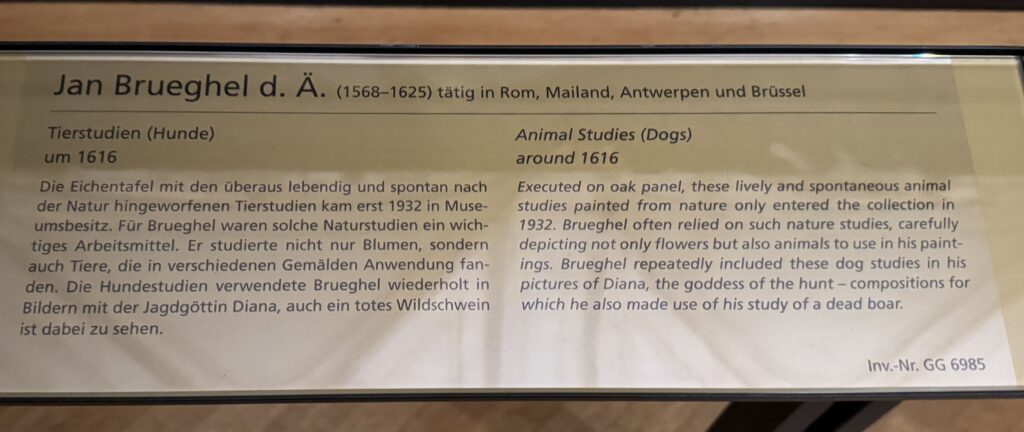 Jan Brueghel d. Ä. (1568–1625) tätig in Rom, Mailand, Antwerpen und Brüssel
Tierstudien (Hunde)
um 1616
Die Eichentafel mit den überaus lebendig und spontan nach
der Natur hingeworfenen Tierstudien kam erst 1932 in Muse-
umsbesitz. Für Brueghel waren solche Naturstudien ein wich-
tiges Arbeitsmittel. Er studierte nicht nur Blumen, sondern
auch Tiere, die in verschiedenen Gemälden Anwendung fan-
den. Die Hundestudien verwendete Brueghel wiederholt in
Bildern mit der Jagdgöttin Diana, auch ein totes Wildschwein
ist dabei zu sehen.
Animal Studies (Dogs)
around 1616
Executed on oak panel, these lively and spontaneous animal
studies painted from nature only entered the collection in
1932. Brueghel often relied on such nature studies, carefully
depicting not only flowers but also animals to use in his paint-
ings. Brueghel repeatedly included these dog studies in his
pictures of Diana, the goddess of the hunt – compositions for
which he also made use of his study of a dead boar.
Inv.-Nr. GG 6985